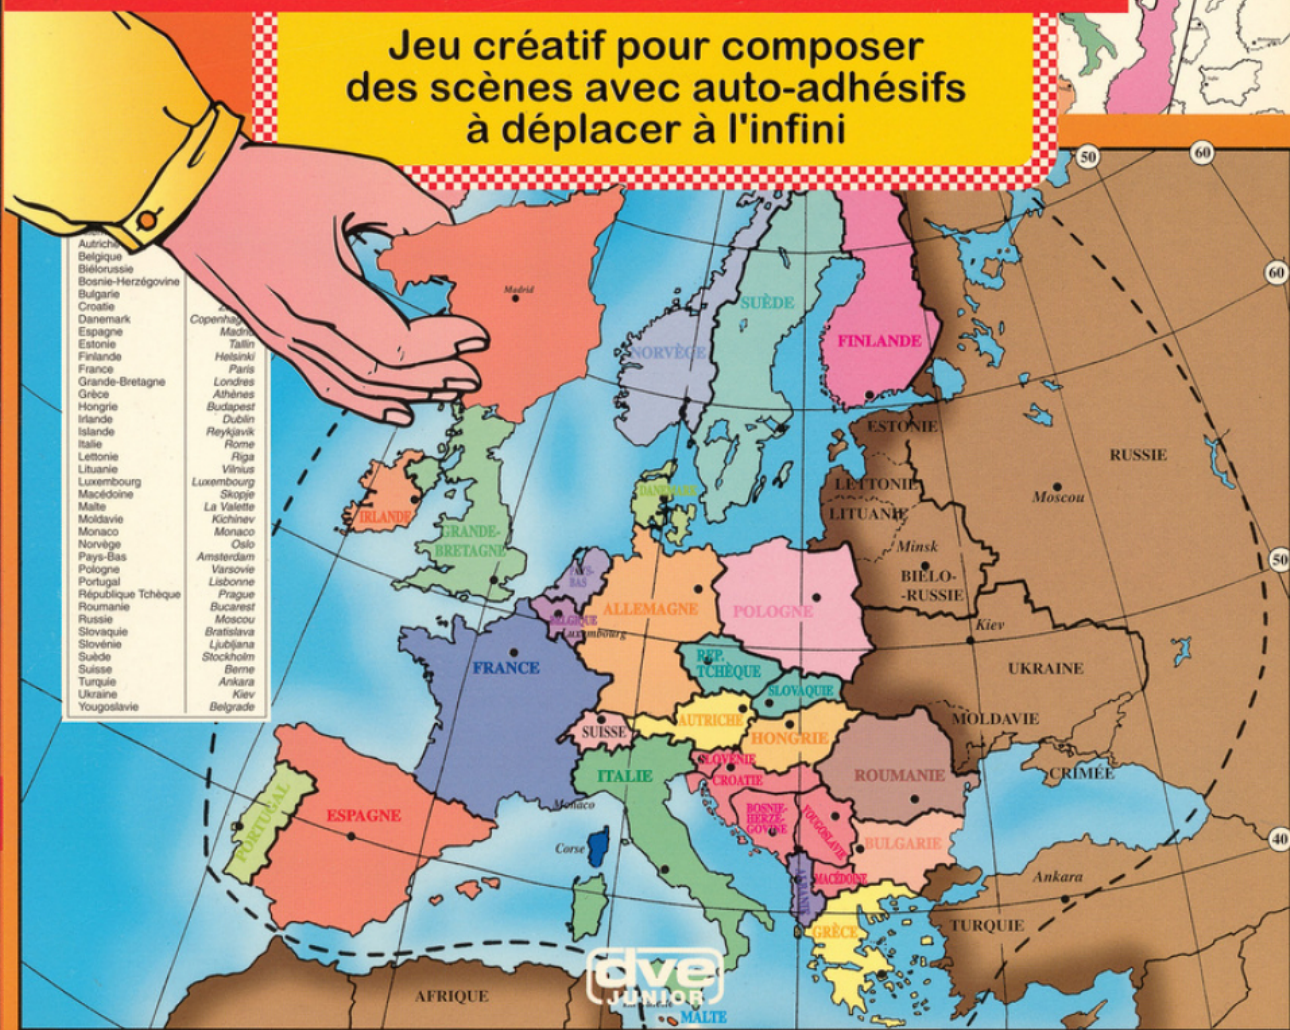 Jeu créatif pour composer
des scènes avec auto-adhésifs
à déplacer à l'infini
50
60
60
50
40
Autriche
Belgique
Biélorussie
Bosnie-Herzégovine
Bulgarie
Croatie
Danemark Copenhag
Espagne Madrid
Estonie Tallin
Finlande Helsinki
France Paris
Grande-Bretagne Londres
Grèce Athènes
Hongrie Budapest
Irlande Dublin
Islande Reykjavik
Italie Rome
Lettonie Riga
Lituanie Vilnius
Luxembourg Luxembourg
Macédoine Skopje
Malte La Valette
Moldavie Kichinev
Monaco Monaco
Norvège Oslo
Pays-Bas Amsterdam
Pologne Varsovie
Portugal Lisbonne
République Tchèque Prague
Roumanie Bucarest
Russie Moscou
Slovaquie Bratislava
Slovénie Ljubljana
Suède Stockholm
Suisse Berne
Turquie Ankara
Ukraine Kiev
Yougoslavie Belgrade
Madrid
SUÈDE
NORVÈGE
FINLANDE
ESTONIE
RUSSIE
LETTONIE
Moscou
LITUANIE
DANEMARK
IRLANDE
GRANDE-
BRETAGNE
Minsk
BIÉLO-
-RUSSIE
PAYS-
BAS
ALLEMAGNE
POLOGNE
BELGIQUE
Luxembourg
Kiev
FRANCE
RÉP.
TCHÈQUE
UKRAINE
SLOVAQUIE
AUTRICHE
MOLDAVIE
SUISSE
HONGRIE
SLOVÉNIE
ITALIE
CROATIE
ROUMANIE
CRIMÉE
Monaco
PORTUGAL
ESPAGNE
BOSNIE-
HERZÉ-
GOVINE
YOUGOSLAVIE
BULGARIE
Corse
ALBANIE
MACÉDOINE
Ankara
GRÈCE
TURQUIE
AFRIQUE
dve
JUNIOR
MALTE